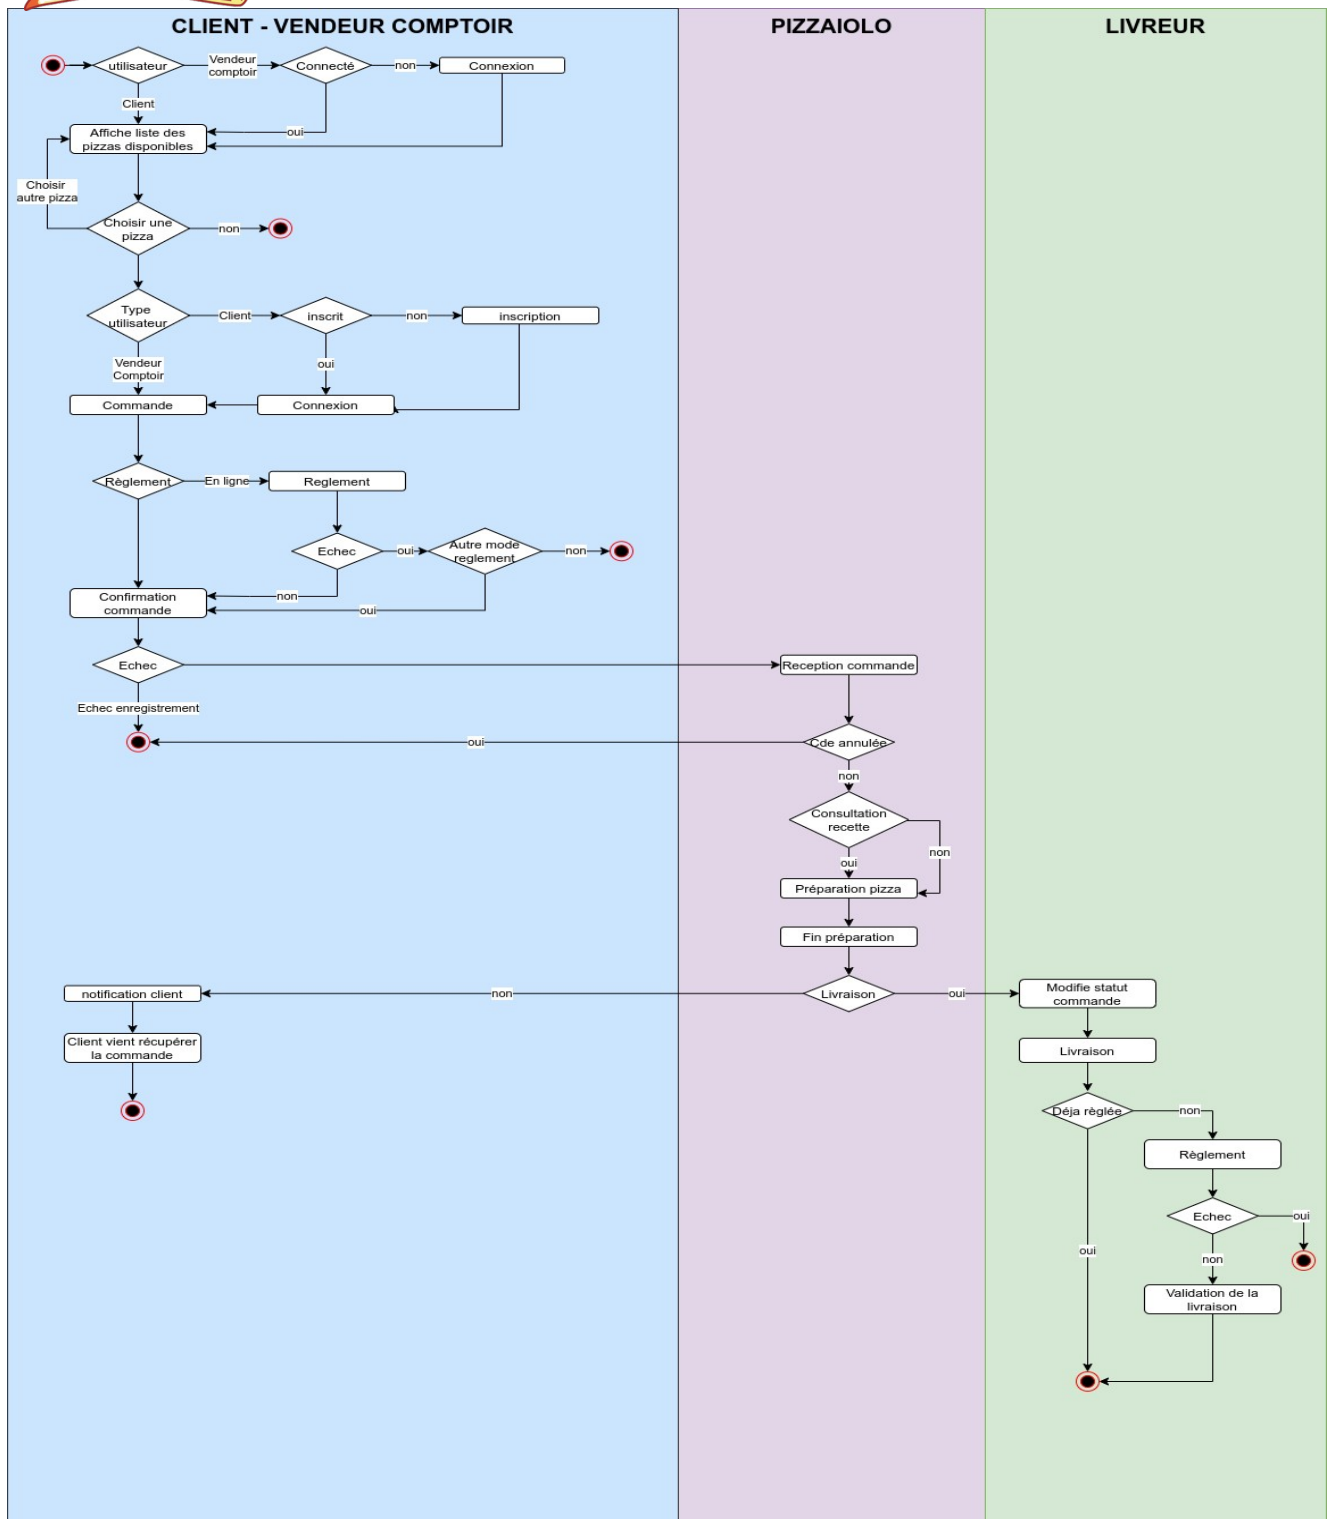 CLIENT - VENDEUR COMPTOIR
PIZZAIOLO
LIVREUR
utilisateur
Vendeur
comptoir
Connecté
non
Connexion
Client
oui
Affiche liste des
pizzas disponibles
Choisir
autre pizza
Choisir une
pizza
non
Type
utilisateur
Client
inscrit
non
inscription
Vendeur
Comptoir
oui
Commande
Connexion
Règlement
En ligne
Reglement
Echec
oui
Autre mode
reglement
non
non
Confirmation
commande
oui
Echec
Reception commande
Echec enregistrement
oui
Cde annulée
non
Consultation
recette
non
oui
Préparation pizza
Fin préparation
notification client
non
Livraison
oui
Modifie statut
commande
Client vient récupérer
la commande
Livraison
Déja règlée
non
Règlement
Echec
oui
oui
non
Validation de la
livraison